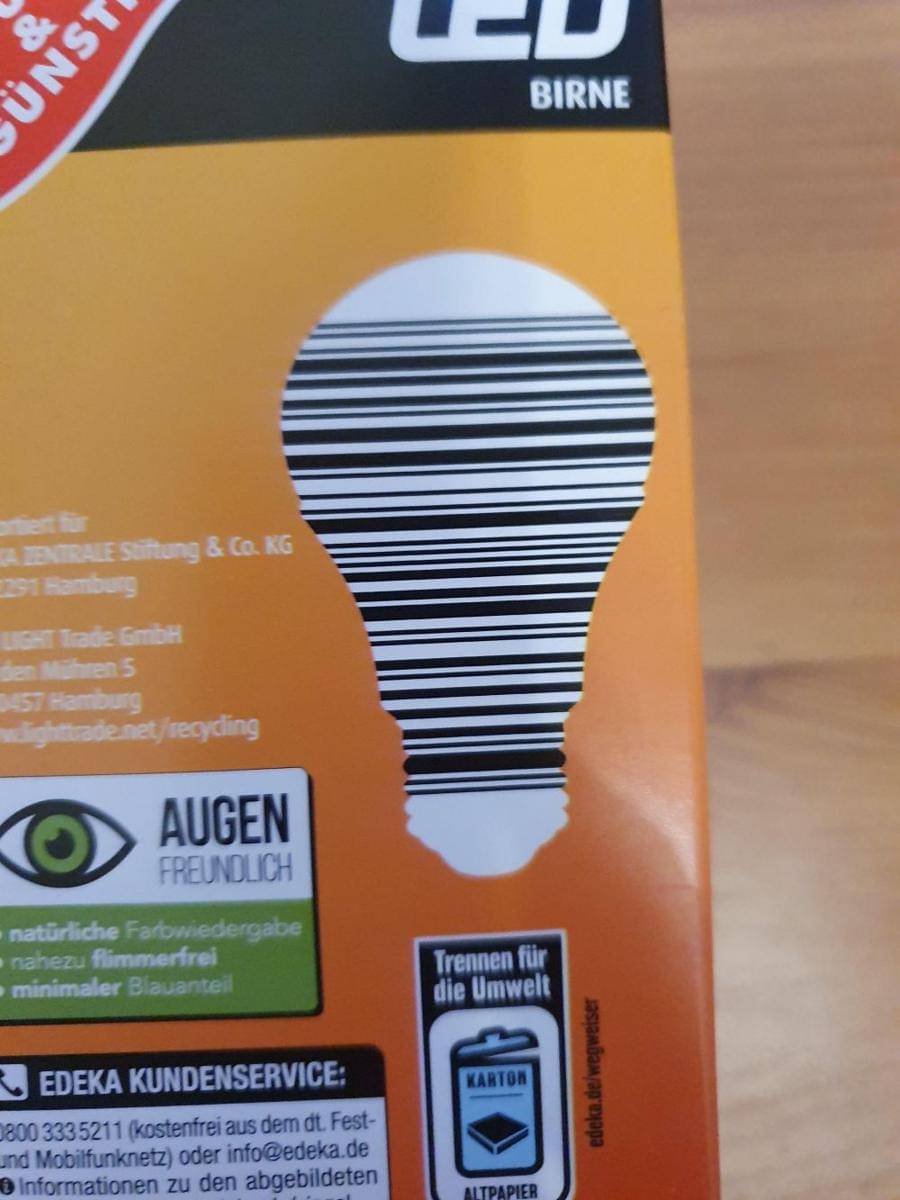 &
GÜNSTI
LED
BIRNE
ortiert für
KA ZENTRALE Stiftung & Co. KG
2291 Hamburg
LIGHT Trade GmbH
den Mühren 5
0457 Hamburg
w.lighttrade.net/recycling
AUGEN
FREUNDLICH
• natürliche Farbwiedergabe
• nahezu flimmerfrei
• minimaler Blauanteil
Trennen für
die Umwelt
KARTON
ALTPAPIER
edeka.de/wegweiser
EDEKA KUNDENSERVICE:
0800 333 5211 (kostenfrei aus dem dt. Fest-
und Mobilfunknetz) oder info@edeka.de
Informationen zu den abgebildeten